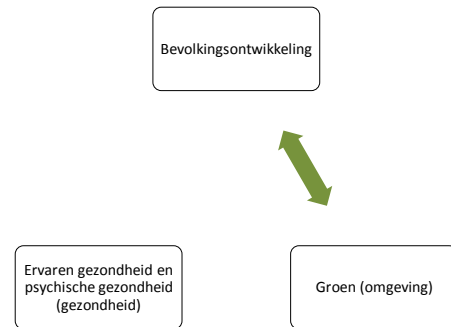 Bevolkingsontwikkeling
Ervaren gezondheid en
psychische gezondheid
(gezondheid)
Groen (omgeving)